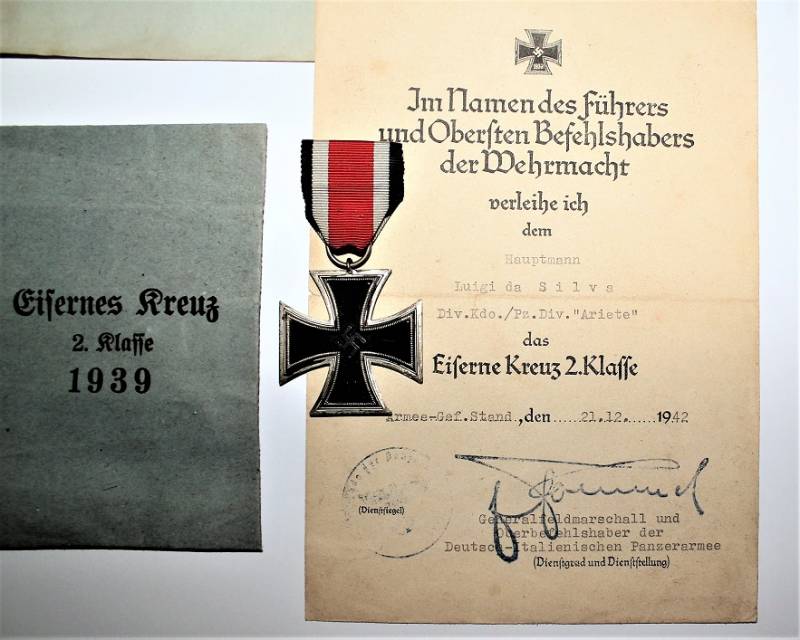 Eisernes Kreuz
2. Klasse
1939
Im Namen des Führers
und Obersten Befehlshabers
der Wehrmacht
verleihe ich
dem
Hauptmann
Luigi da Silva
Div.Kdo./Pz.Div."Ariete"
das
Eiserne Kreuz 2.Klasse
Armee-Gef.Stand, den 21.12. 1942
(Dienstsiegel)
Generalfeldmarschall und
Oberbefehlshaber der
Deutsch-Italienischen Panzerarmee
(Dienstgrad und Dienststellung)